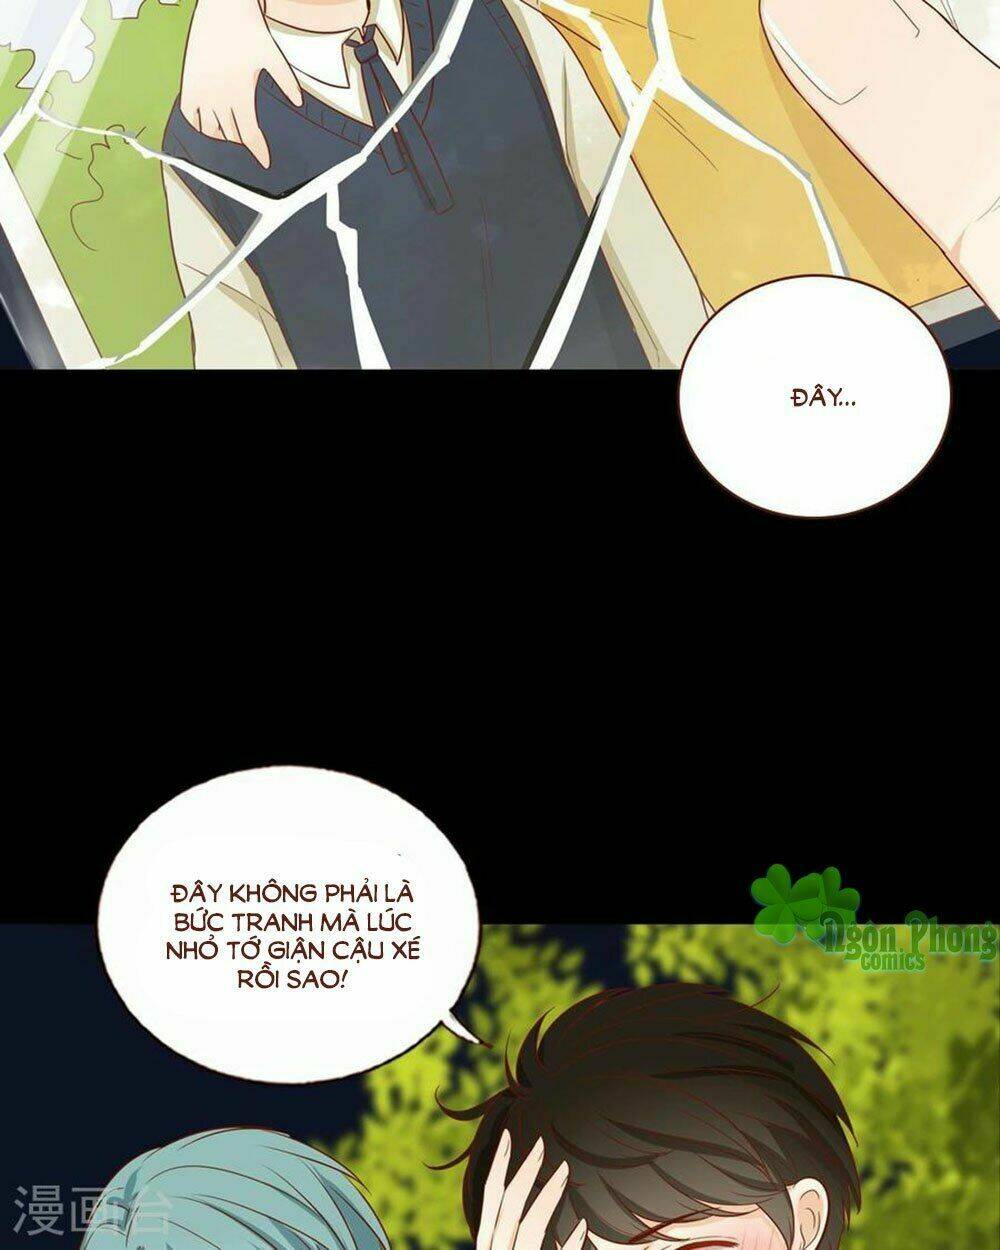 ĐÂY...
ĐÂY KHÔNG PHẢI LÀ
BỨC TRANH MÀ LÚC
NHỎ TỚ GIẬN CẬU XÉ
RỒI SAO!
Ngôn Phong
comics
漫画台